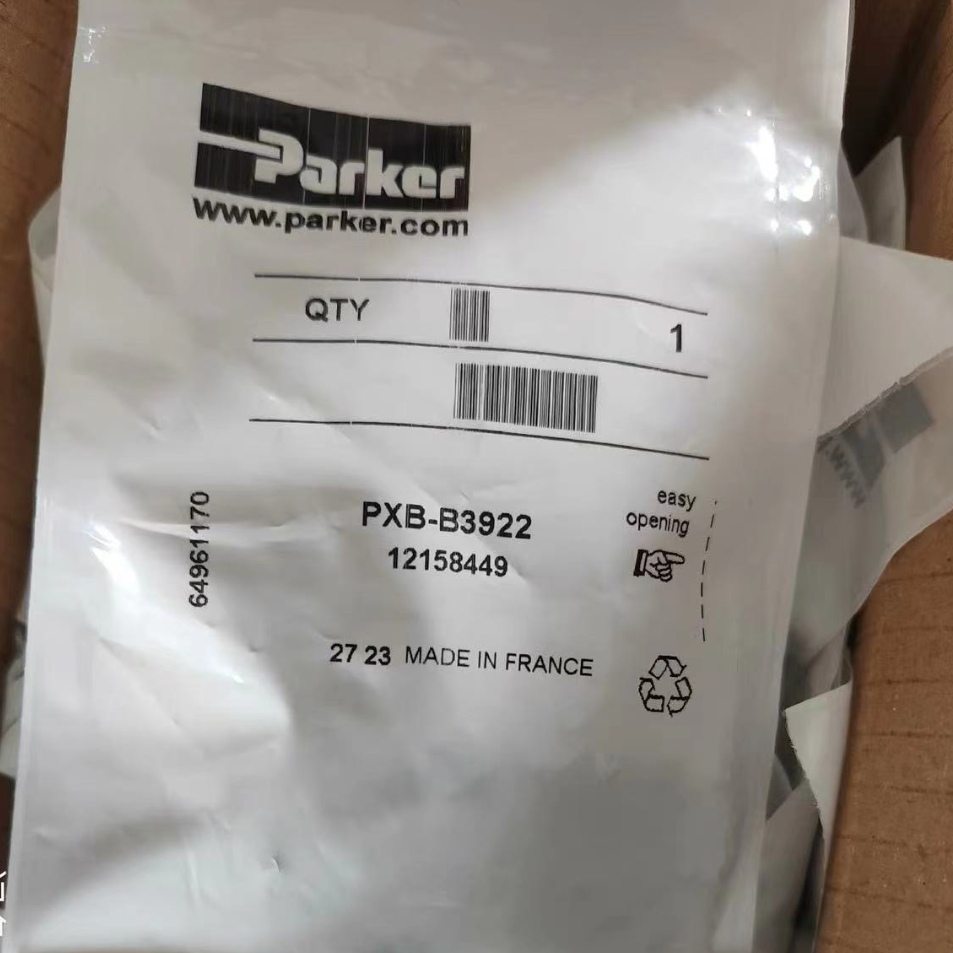 Parker
www.parker.com
QTY 1
easy
opening
PXB-B3922
12158449
64961170
27 23 MADE IN FRANCE